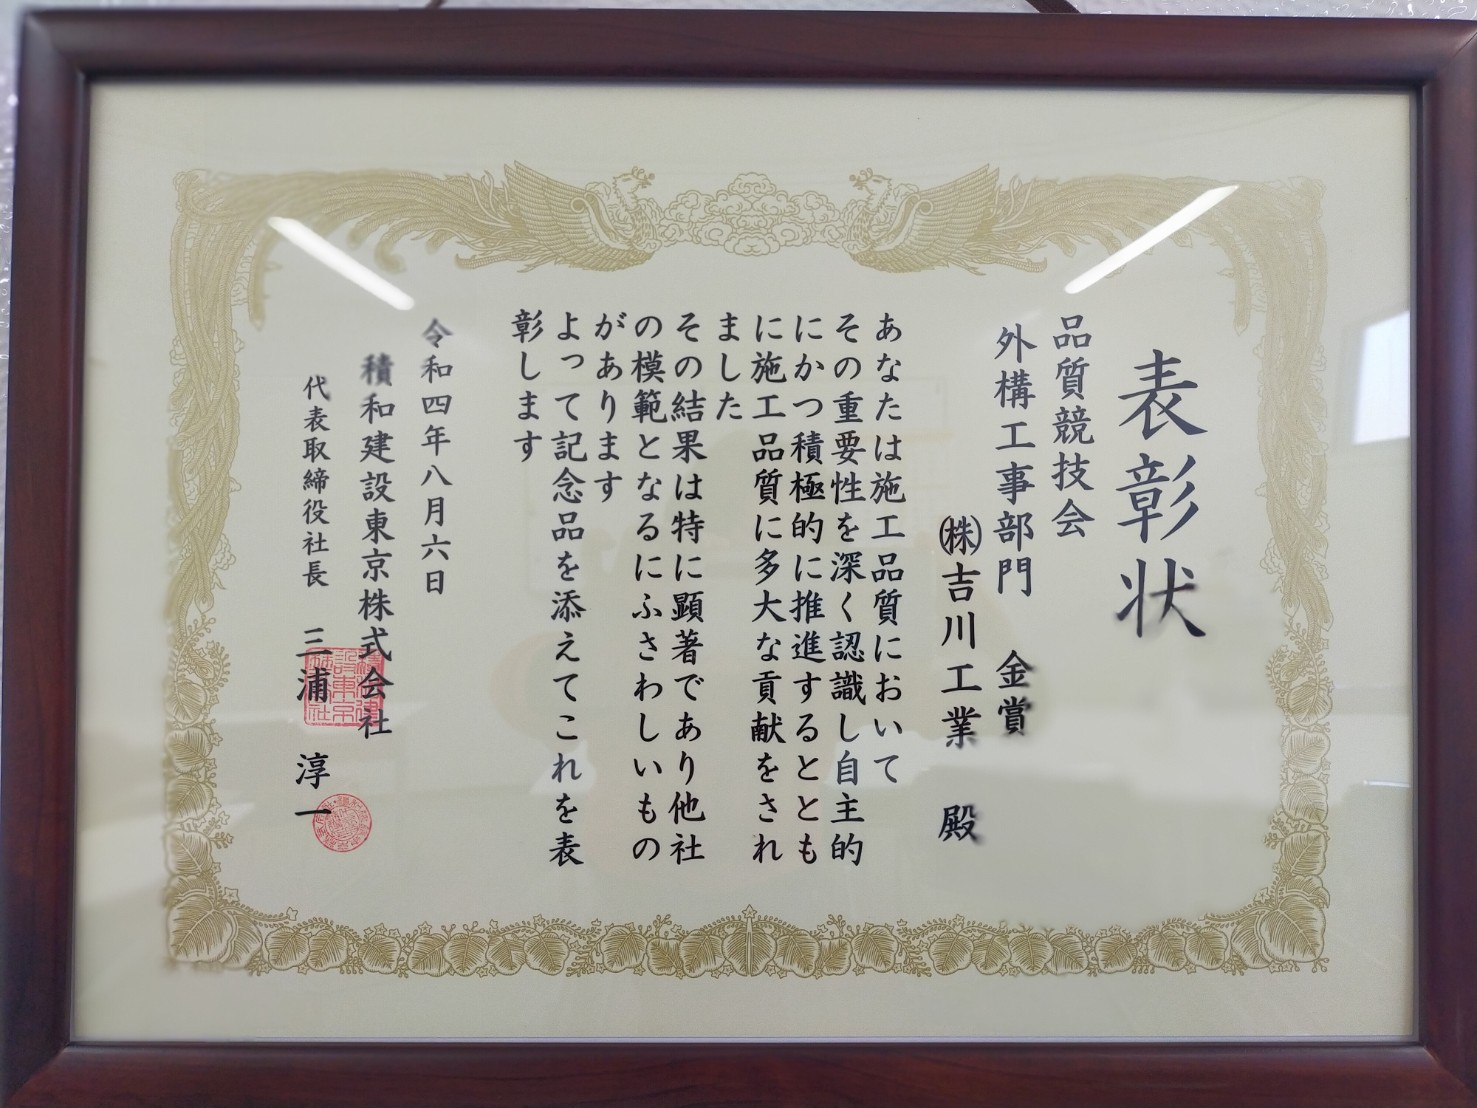 表彰状
品質競技会
外構工事部門 金賞
㈱吉川工業 殿
あなたは施工品質において
その重要性を深く認識し自主的
にかつ積極的に推進するととも
に施工品質に多大な貢献をされ
ました
その結果は特に顕著であり他社
の模範となるにふさわしいもの
があります
よって記念品を添えてこれを表
彰します
令和四年八月六日
積和建設東京株式会社
代表取締役社長 三浦 淳一